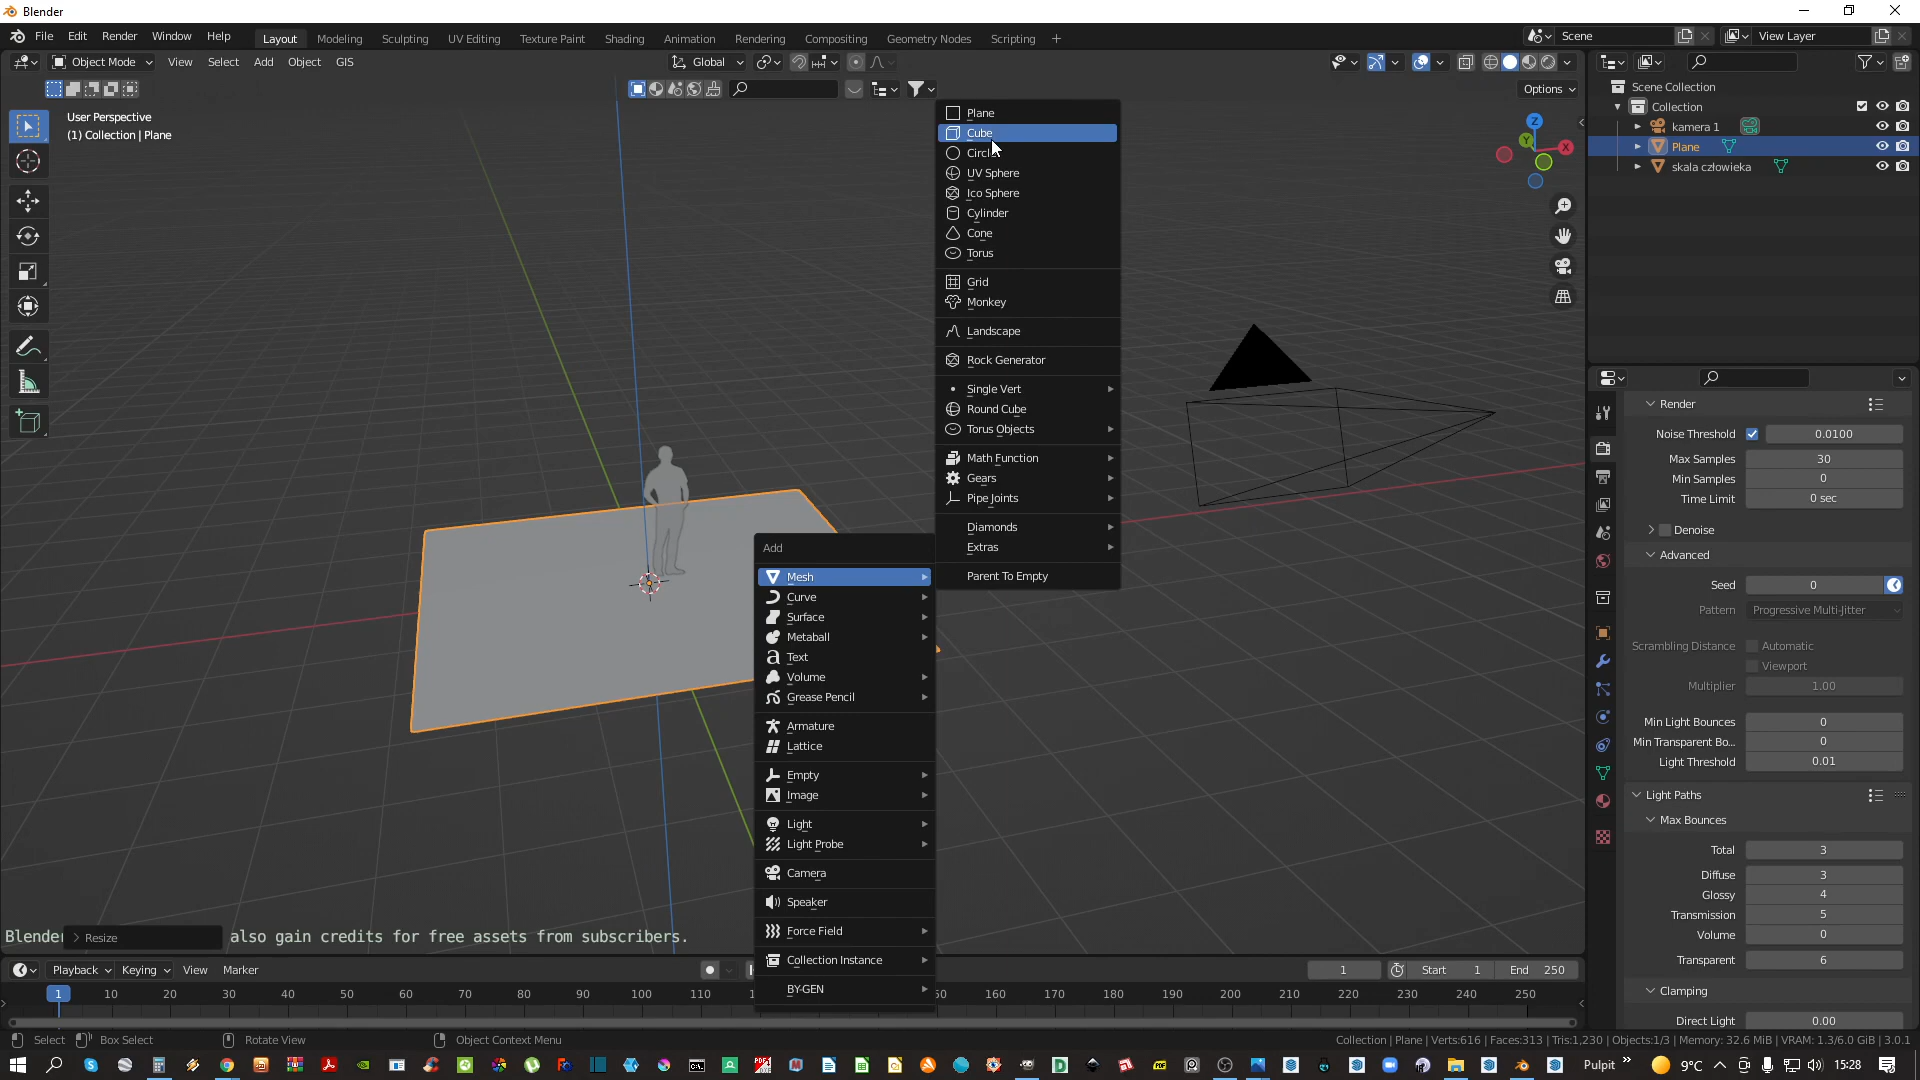 Blender
File Edit Render Window Help
Layout Modeling Sculpting UV Editing Texture Paint Shading Animation Rendering Compositing Geometry Nodes Scripting +
Scene
View Layer
Object Mode View Select Add Object GIS
Global
Options
User Perspective
(1) Collection | Plane
Z
Y
X
Plane
Cube
Circle
UV Sphere
Ico Sphere
Cylinder
Cone
Torus
Grid
Monkey
Landscape
Rock Generator
Single Vert
Round Cube
Torus Objects
Math Function
Gears
Pipe Joints
Diamonds
Extras
Parent To Empty
Add
Mesh
Curve
Surface
Metaball
Text
Volume
Grease Pencil
Armature
Lattice
Empty
Image
Light
Light Probe
Camera
Speaker
Force Field
Collection Instance
BY-GEN
Blender
Resize
also gain credits for free assets from subscribers.
Scene Collection
Collection
kamera 1
Plane
skala człowieka
Render
Noise Threshold 0.0100
Max Samples 30
Min Samples 0
Time Limit 0 sec
Denoise
Advanced
Seed 0
Pattern Progressive Multi-Jitter
Scrambling Distance Automatic
Viewport
Multiplier 1.00
Min Light Bounces 0
Min Transparent Bo... 0
Light Threshold 0.01
Light Paths
Max Bounces
Total 3
Diffuse 3
Glossy 4
Transmission 5
Volume 0
Transparent 6
Clamping
Direct Light 0.00
Playback Keying View Marker
1 Start 1 End 250
1 10 20 30 40 50 60 70 80 90 100 110 50 160 170 180 190 200 210 220 230 240 250
Select Box Select Rotate View Object Context Menu
Collection | Plane | Verts:616 | Faces:313 | Tris:1,230 | Objects:1/3 | Memory: 32.6 MiB | VRAM: 1.3/6.0 GiB | 3.0.1
Pulpit » 9°C 15:28